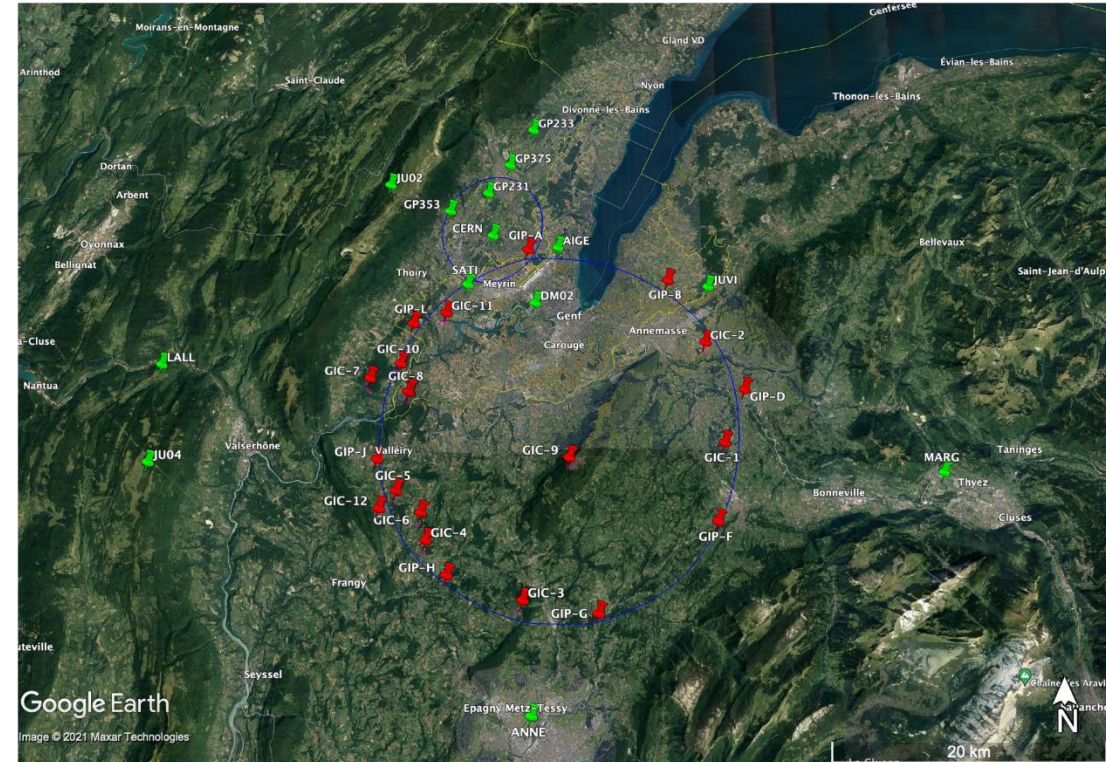 Moirans-en-Montagne
Genfersee
Gland VD
Arinthod
Saint-Claude
Évian-les-Bains
Nyon
Thonon-les-Bains
Divonne-les-Bains
GP233
GP375
Dortan
JU02
Arbent
GP231
GP353
CERN
GIP-A
AIGE
Oyonnax
Bellevaux
Bellignat
Thoiry
SATI
Saint-Jean-d'Aulp
Meyrin
JUVI
GIP-B
DM02
GIP-L
GIC-11
Genf
Annemasse
GIC-2
Carouge
GIC-10
LALL
GIC-7
GIC-8
Nantua
GIP-D
Valserhône
GIP-J
Valleiry
GIC-9
GIC-1
JU04
Taninges
MARG
GIC-5
Thyez
Bonneville
GIC-12
GIC-6
Cluses
GIC-4
GIP-F
GIP-H
Frangy
GIC-3
GIP-G
Seyssel
Google Earth
Epagny Metz-Tessy
ANNE
N
Image © 2021 Maxar Technologies
20 km